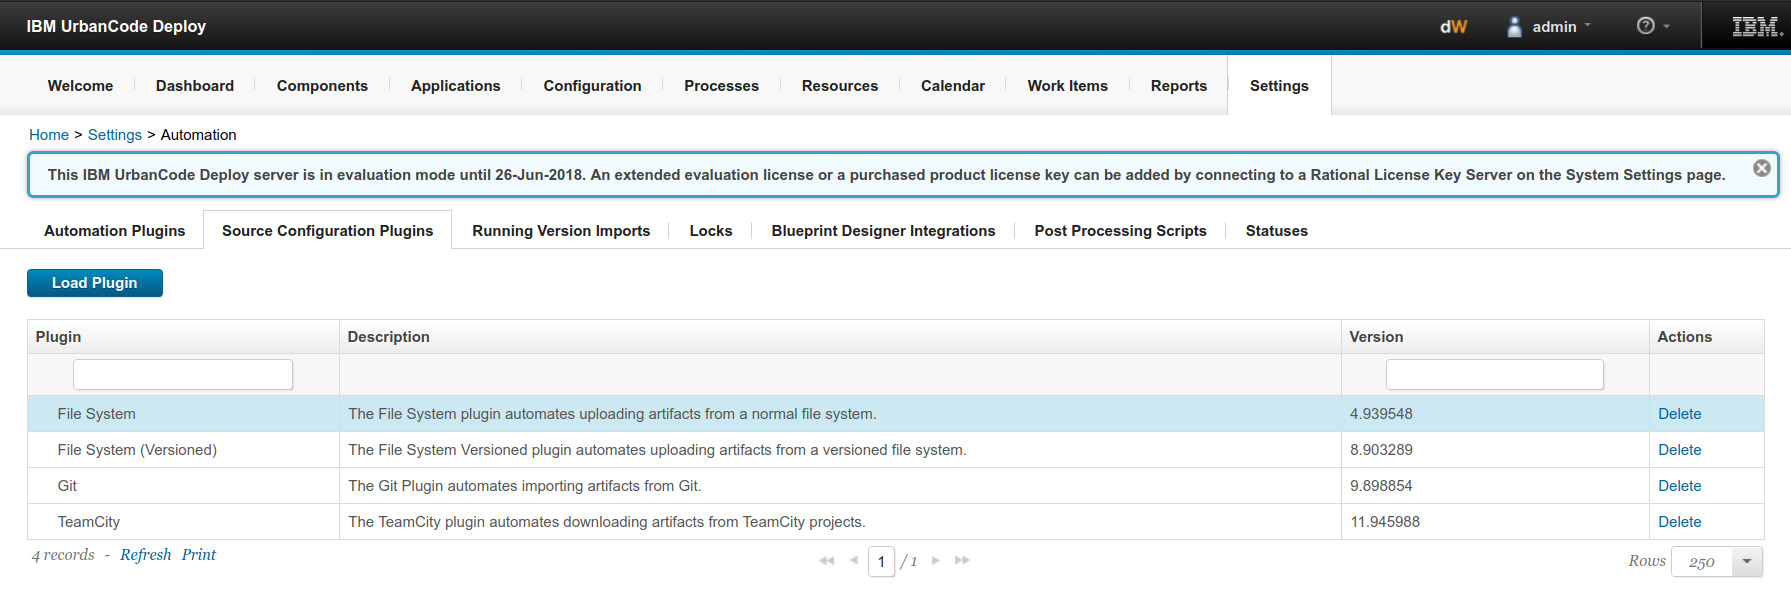 IBM UrbanCode Deploy dW admin ? IBM
Welcome Dashboard Components Applications Configuration Processes Resources Calendar Work Items Reports Settings
Home > Settings > Automation
This IBM UrbanCode Deploy server is in evaluation mode until 26-Jun-2018. An extended evaluation license or a purchased product license key can be added by connecting to a Rational License Key Server on the System Settings page.
Automation Plugins Source Configuration Plugins Running Version Imports Locks Blueprint Designer Integrations Post Processing Scripts Statuses
Load Plugin
Plugin Description Version Actions
File System The File System plugin automates uploading artifacts from a normal file system. 4.939548 Delete
File System (Versioned) The File System Versioned plugin automates uploading artifacts from a versioned file system. 8.903289 Delete
Git The Git Plugin automates importing artifacts from Git. 9.898854 Delete
TeamCity The TeamCity plugin automates downloading artifacts from TeamCity projects. 11.945988 Delete
4 records - Refresh Print 1 / 1 Rows 250